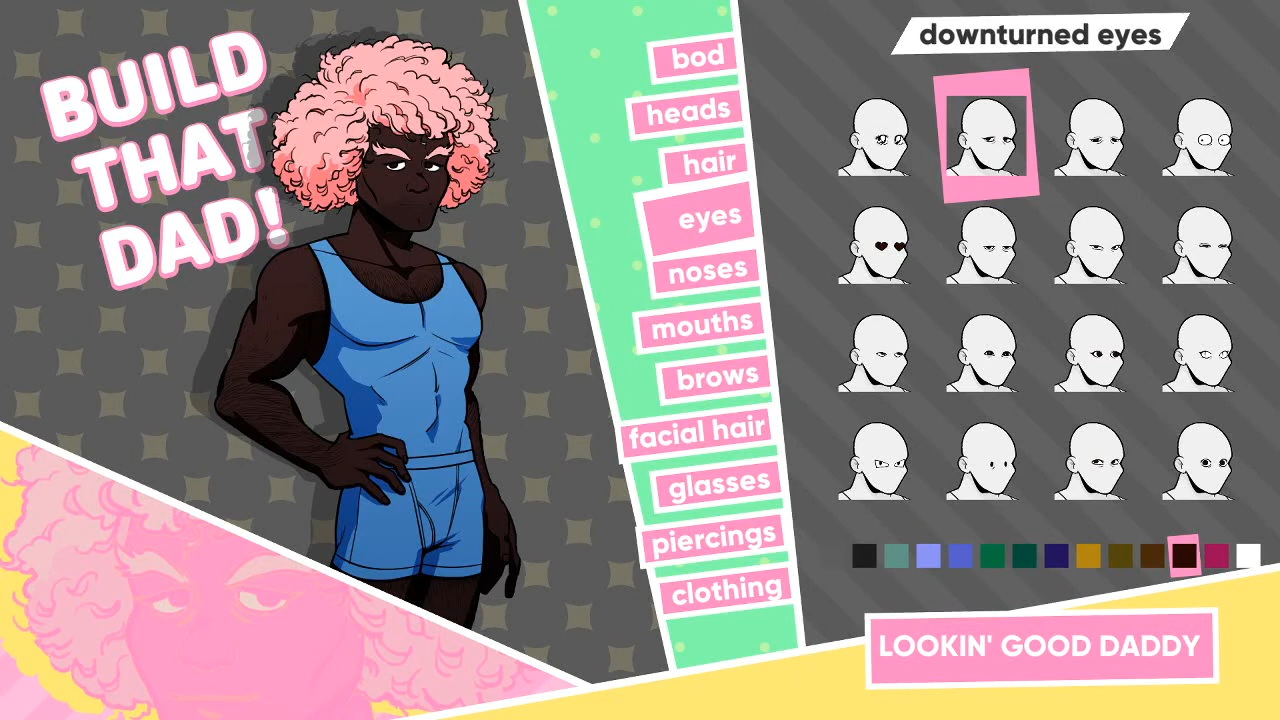 BUILD
THAT
DAD!
bod
heads
hair
eyes
noses
mouths
brows
facial hair
glasses
piercings
clothing
downturned eyes
LOOKIN' GOOD DADDY